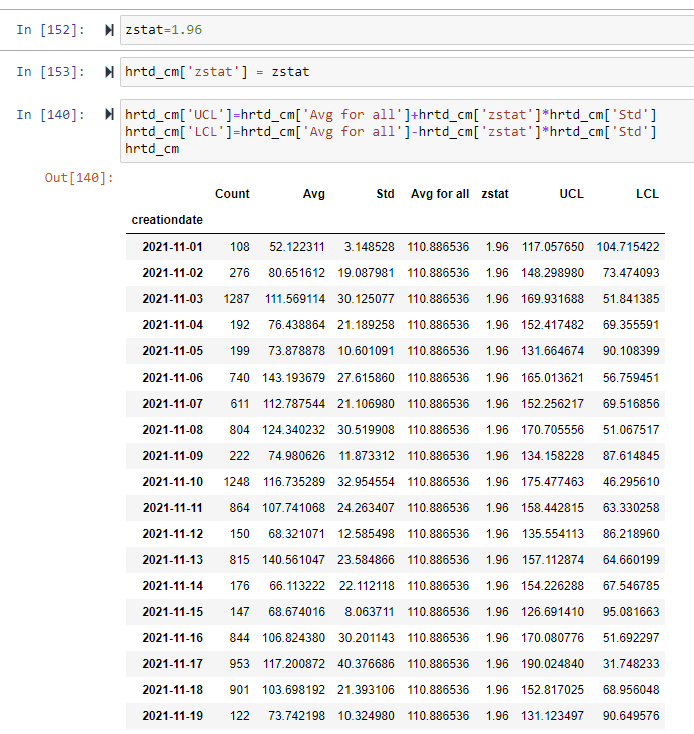 In [152]: zstat=1.96
In [153]: hrtd_cm['zstat'] = zstat
In [140]: hrtd_cm['UCL']=hrtd_cm['Avg for all']+hrtd_cm['zstat']*hrtd_cm['Std']
hrtd_cm['LCL']=hrtd_cm['Avg for all']-hrtd_cm['zstat']*hrtd_cm['Std']
hrtd_cm
Out[140]:
Count Avg Std Avg for all zstat UCL LCL
creationdate
2021-11-01 108 52.122311 3.148528 110.886536 1.96 117.057650 104.715422
2021-11-02 276 80.651612 19.087981 110.886536 1.96 148.298980 73.474093
2021-11-03 1287 111.569114 30.125077 110.886536 1.96 169.931688 51.841385
2021-11-04 192 76.438864 21.189258 110.886536 1.96 152.417482 69.355591
2021-11-05 199 73.878878 10.601091 110.886536 1.96 131.664674 90.108399
2021-11-06 740 143.193679 27.615860 110.886536 1.96 165.013621 56.759451
2021-11-07 611 112.787544 21.106980 110.886536 1.96 152.256217 69.516856
2021-11-08 804 124.340232 30.519908 110.886536 1.96 170.705556 51.067517
2021-11-09 222 74.980626 11.873312 110.886536 1.96 134.158228 87.614845
2021-11-10 1248 116.735289 32.954554 110.886536 1.96 175.477463 46.295610
2021-11-11 864 107.741068 24.263407 110.886536 1.96 158.442815 63.330258
2021-11-12 150 68.321071 12.585498 110.886536 1.96 135.554113 86.218960
2021-11-13 815 140.561047 23.584866 110.886536 1.96 157.112874 64.660199
2021-11-14 176 66.113222 22.112118 110.886536 1.96 154.226288 67.546785
2021-11-15 147 68.674016 8.063711 110.886536 1.96 126.691410 95.081663
2021-11-16 844 106.824380 30.201143 110.886536 1.96 170.080776 51.692297
2021-11-17 953 117.200872 40.376686 110.886536 1.96 190.024840 31.748233
2021-11-18 901 103.698192 21.393106 110.886536 1.96 152.817025 68.956048
2021-11-19 122 73.742198 10.324980 110.886536 1.96 131.123497 90.649576